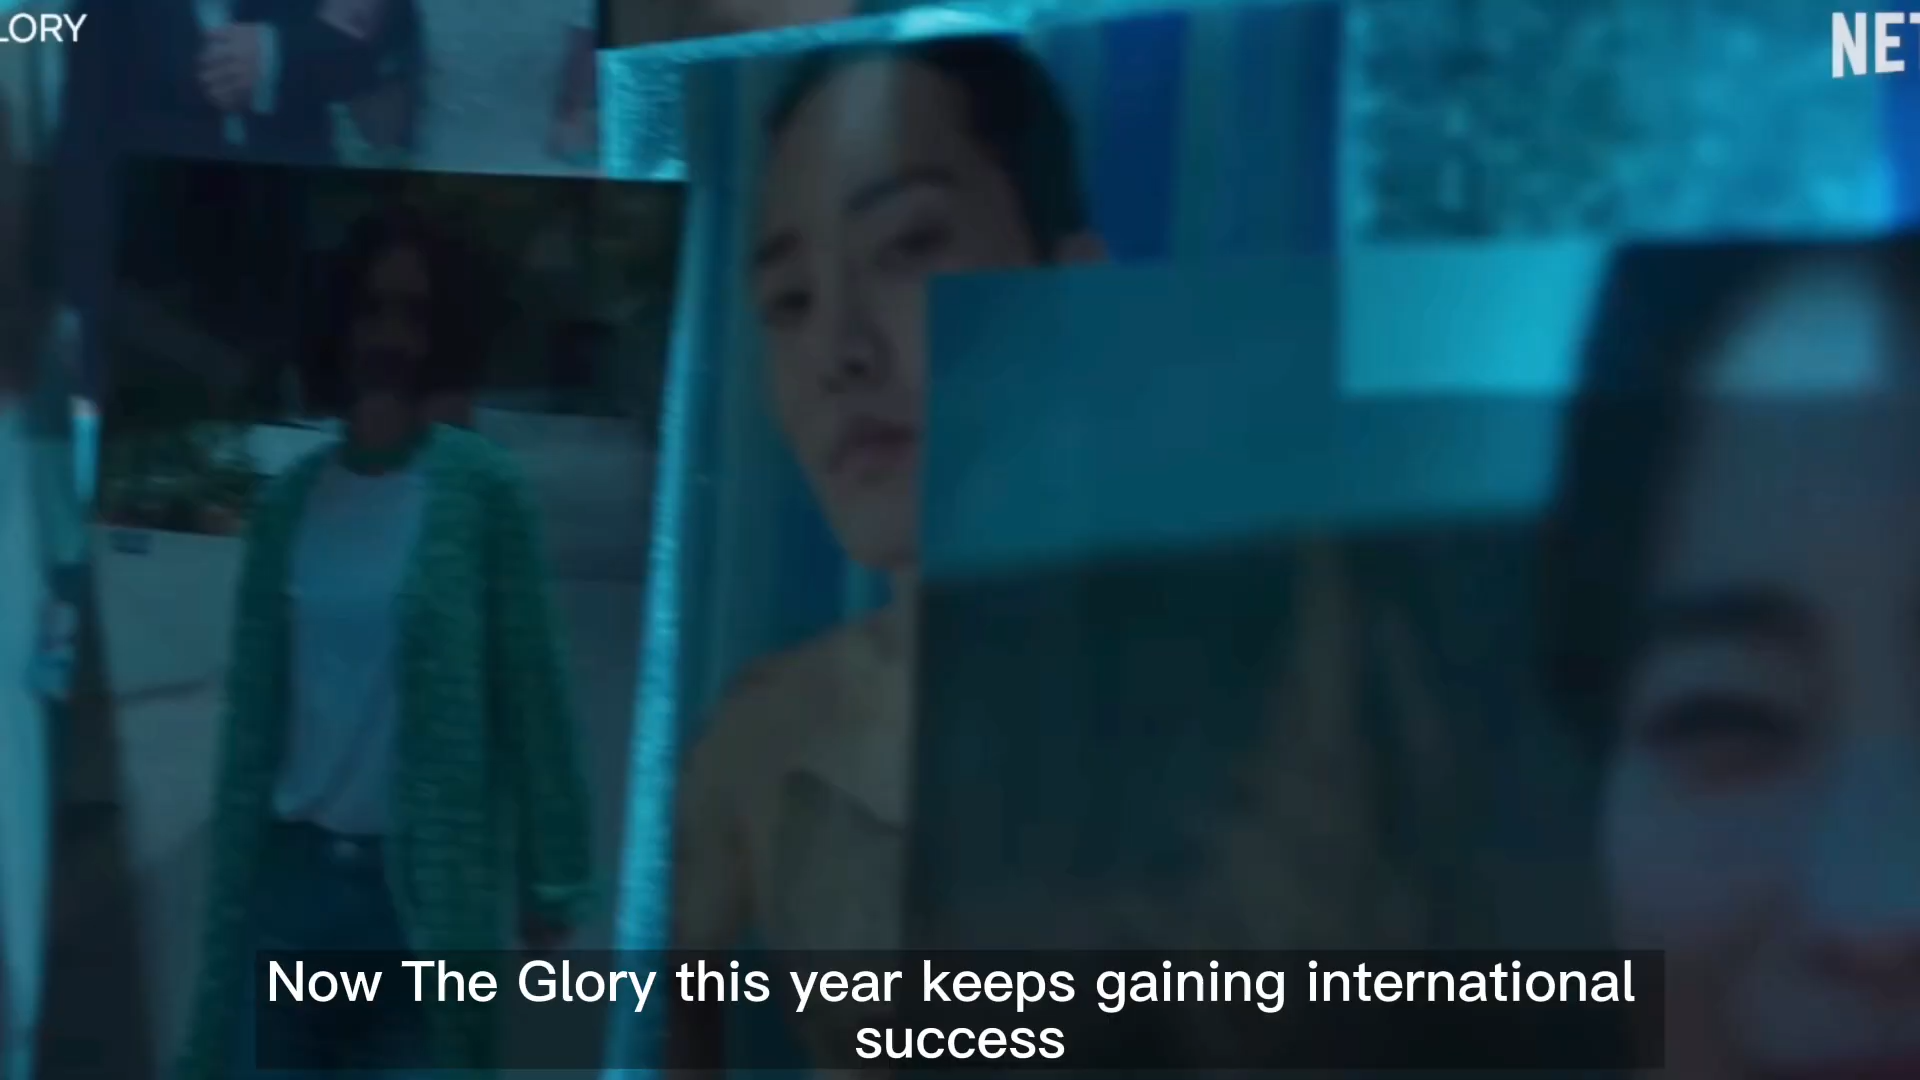 LORY
NET
Now The Glory this year keeps gaining international
success